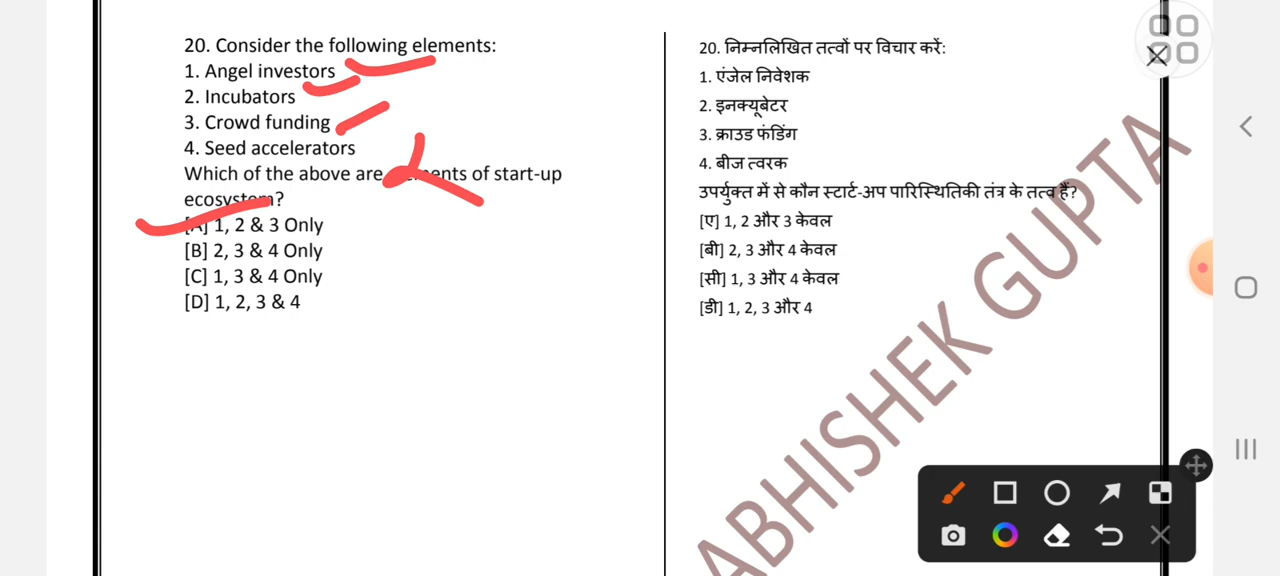 20. Consider the following elements:
1. Angel investors
2. Incubators
3. Crowd funding
4. Seed accelerators
Which of the above are elements of start-up
ecosystem?
[A] 1, 2 & 3 Only
[B] 2, 3 & 4 Only
[C] 1, 3 & 4 Only
[D] 1, 2, 3 & 4
20. निम्नलिखित तत्वों पर विचार करें:
1. एंजेल निवेशक
2. इनक्यूबेटर
3. क्राउड फंडिंग
4. बीज त्वरक
उपर्युक्त में से कौन स्टार्ट-अप पारिस्थितिकी तंत्र के तत्व हैं?
[ए] 1, 2 और 3 केवल
[बी] 2, 3 और 4 केवल
[सी] 1, 3 और 4 केवल
[डी] 1, 2, 3 और 4
ABHISHEK GUPTA